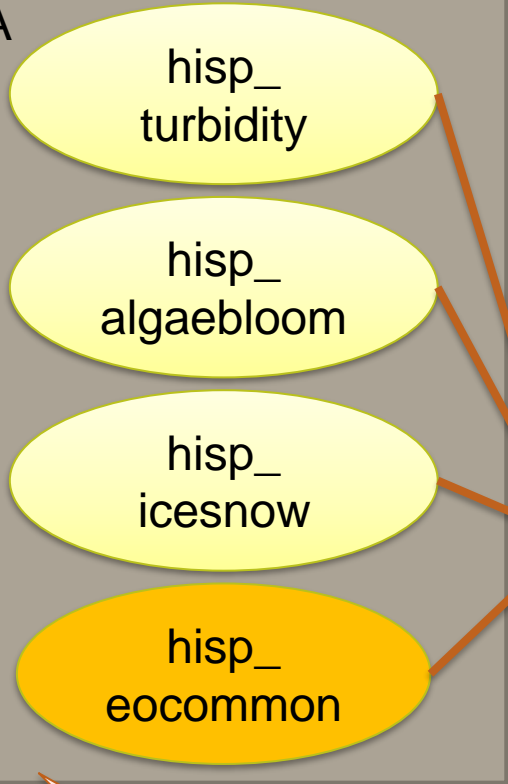 A
hisp_
turbidity
hisp_
algaebloom
hisp_
icesnow
hisp_
eocommon